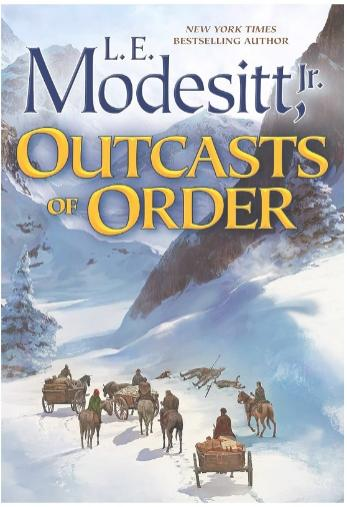 NEW YORK TIMES
BESTSELLING AUTHOR
L. E.
Modesitt, Jr.
OUTCASTS
OF ORDER